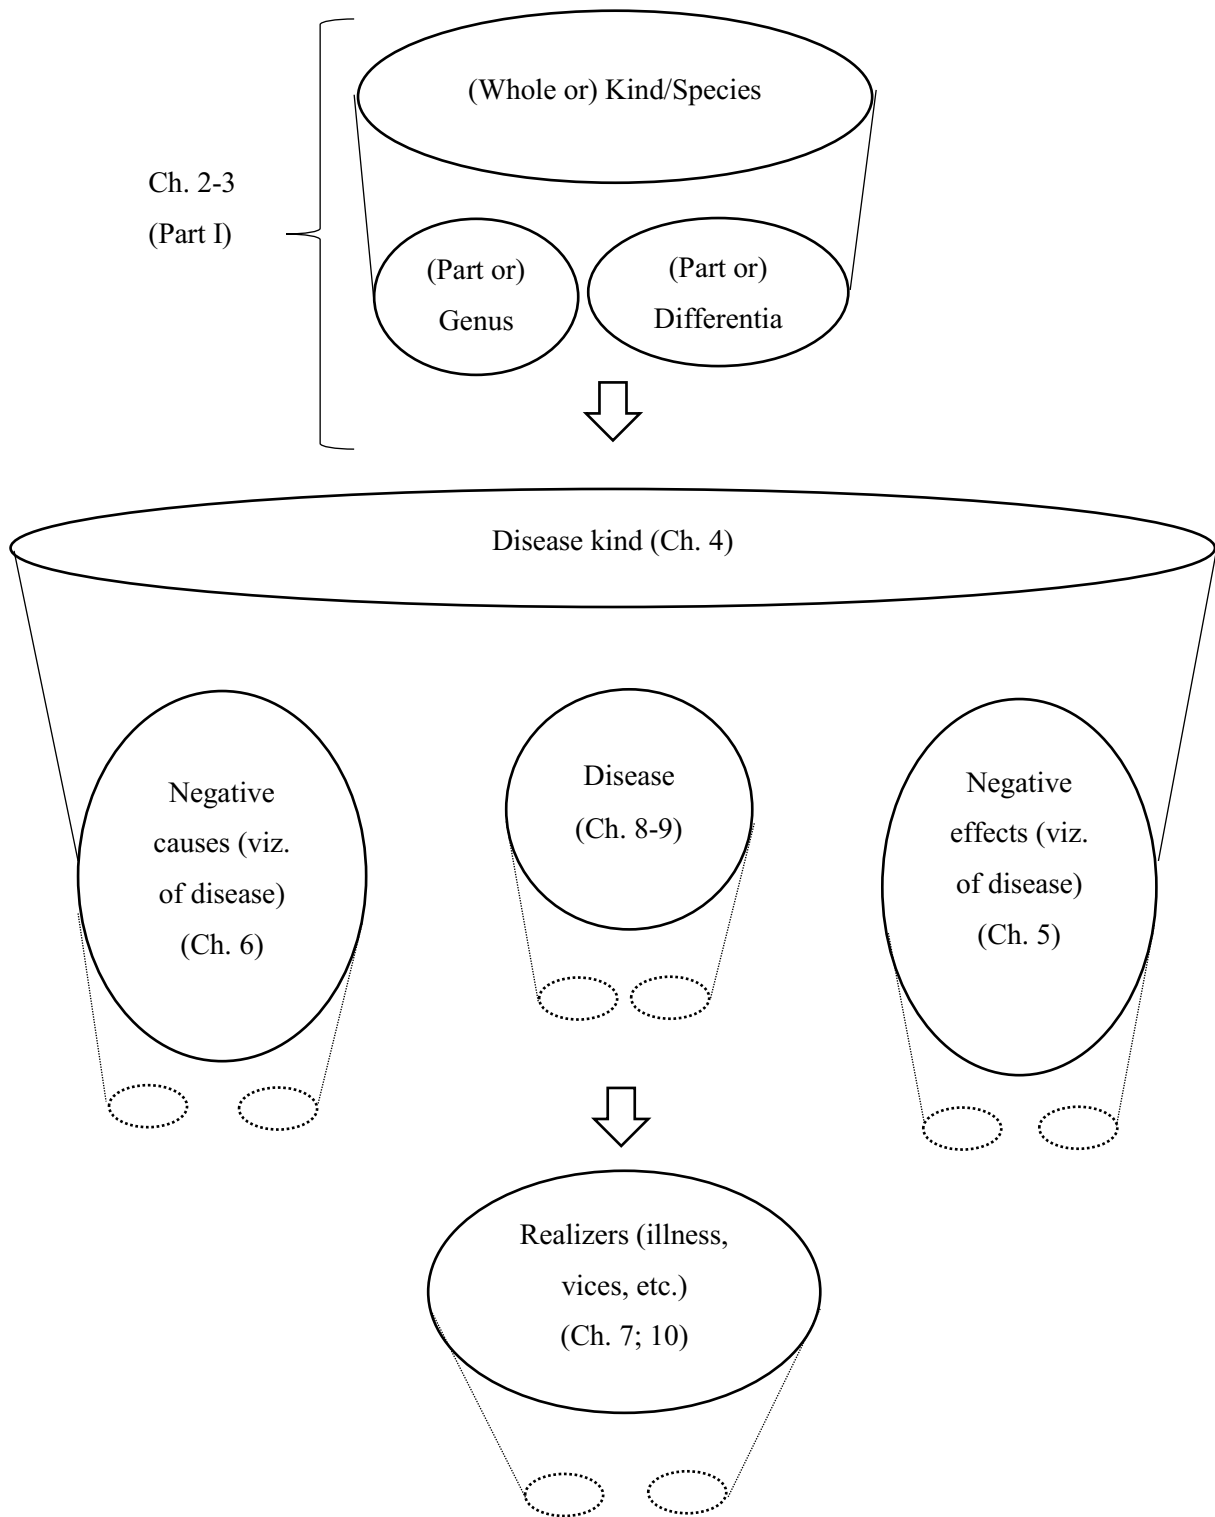 (Whole or) Kind/Species
Ch. 2-3
(Part I)
(Part or)
Genus
(Part or)
Differentia
Disease kind (Ch. 4)
Negative
causes (viz.
of disease)
(Ch. 6)
Disease
(Ch. 8-9)
Negative
effects (viz.
of disease)
(Ch. 5)
Realizers (illness,
vices, etc.)
(Ch. 7; 10)